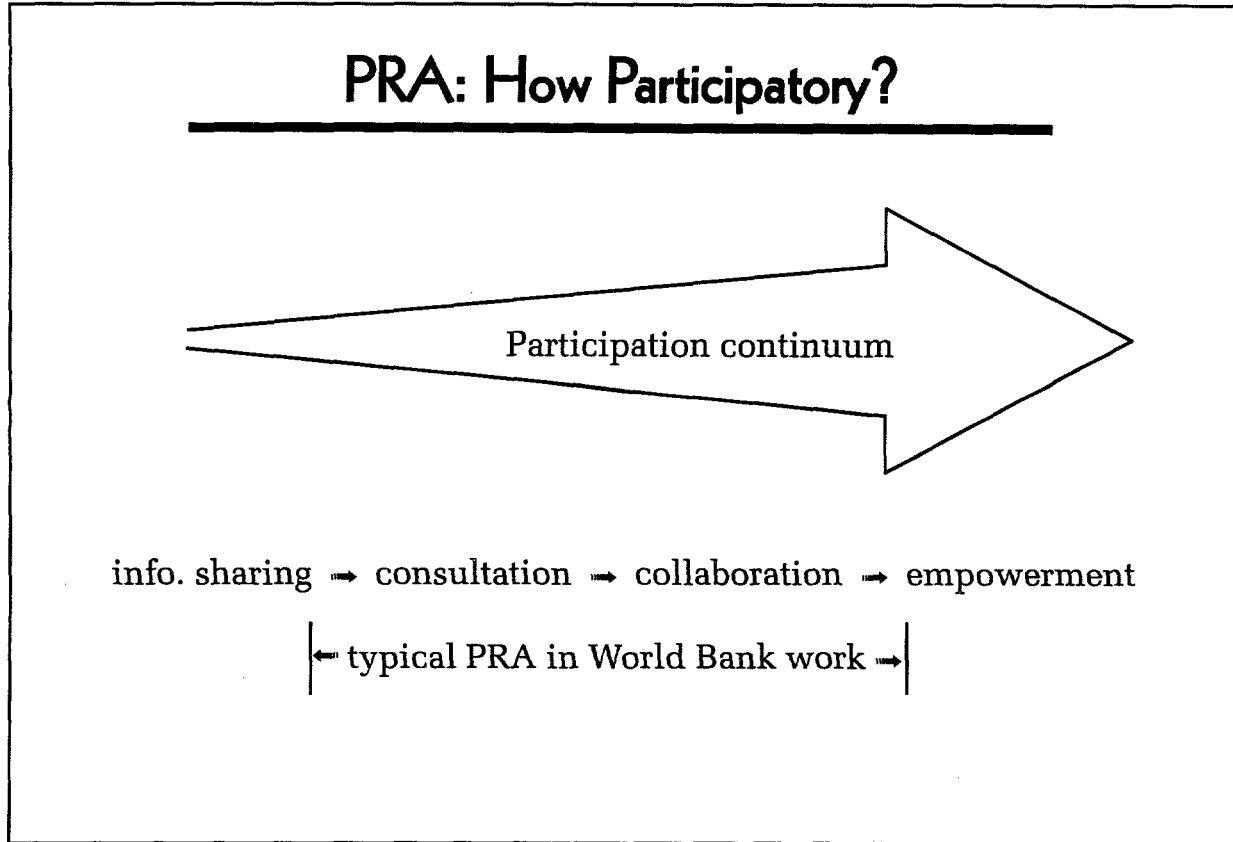 PRA: How Participatory?
Participation continuum
info. sharing → consultation → collaboration → empowerment
← typical PRA in World Bank work →